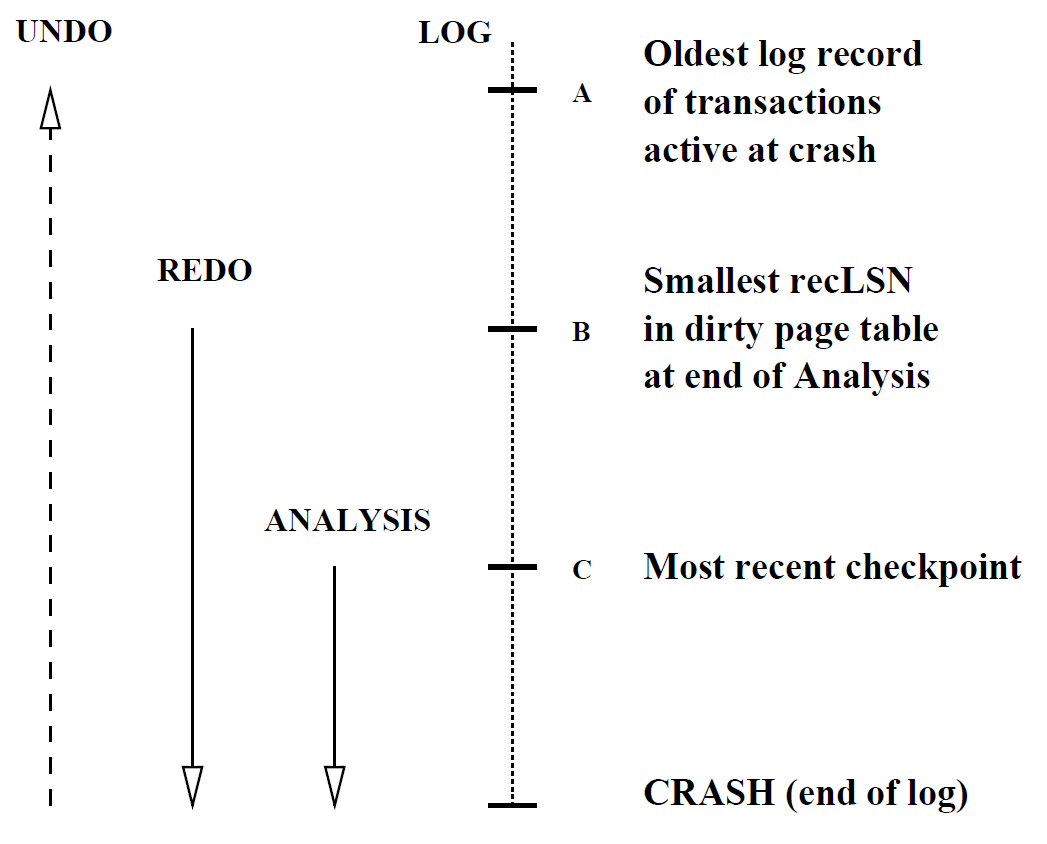 UNDO
LOG
A
Oldest log record
of transactions
active at crash
REDO
B
Smallest recLSN
in dirty page table
at end of Analysis
ANALYSIS
C
Most recent checkpoint
CRASH (end of log)